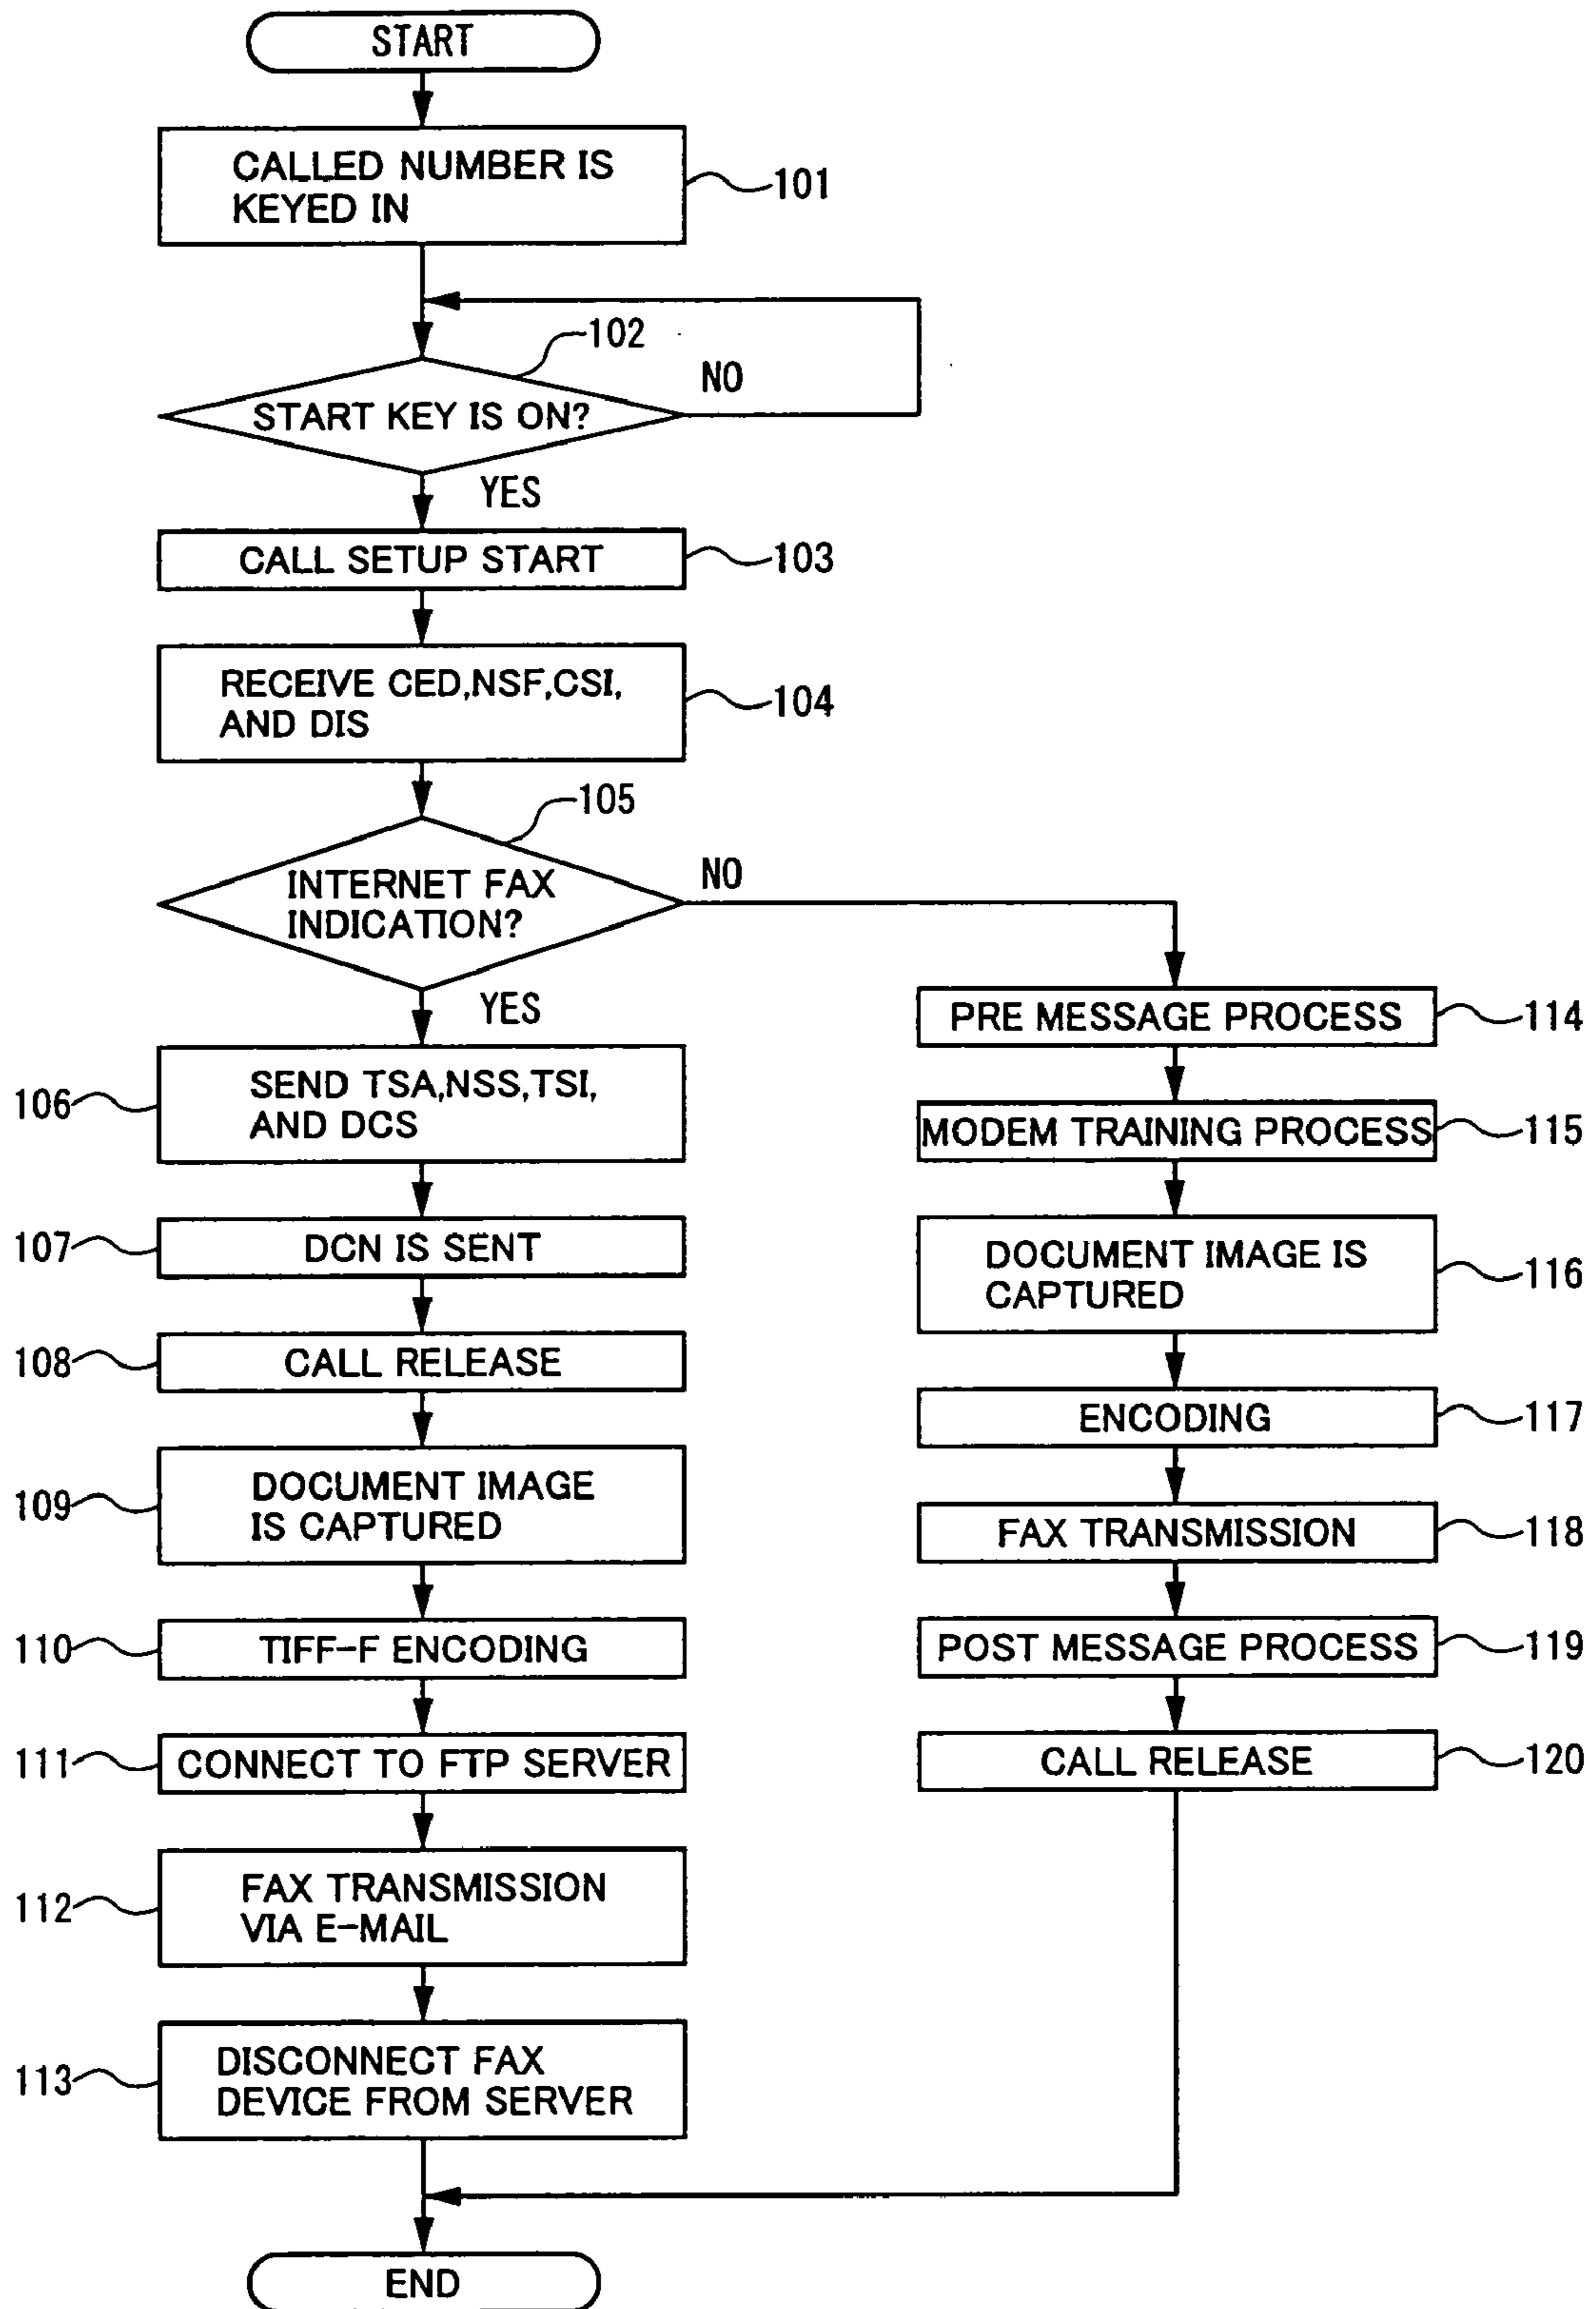 START
CALLED NUMBER IS
KEYED IN
101
102
START KEY IS ON?
NO
YES
CALL SETUP START
103
RECEIVE CED,NSF,CSI,
AND DIS
104
105
INTERNET FAX
INDICATION?
NO
YES
106
SEND TSA,NSS,TSI,
AND DCS
107
DCN IS SENT
108
CALL RELEASE
109
DOCUMENT IMAGE
IS CAPTURED
110
TIFF-F ENCODING
111
CONNECT TO FTP SERVER
112
FAX TRANSMISSION
VIA E-MAIL
113
DISCONNECT FAX
DEVICE FROM SERVER
PRE MESSAGE PROCESS
114
MODEM TRAINING PROCESS
115
DOCUMENT IMAGE IS
CAPTURED
116
ENCODING
117
FAX TRANSMISSION
118
POST MESSAGE PROCESS
119
CALL RELEASE
120
END